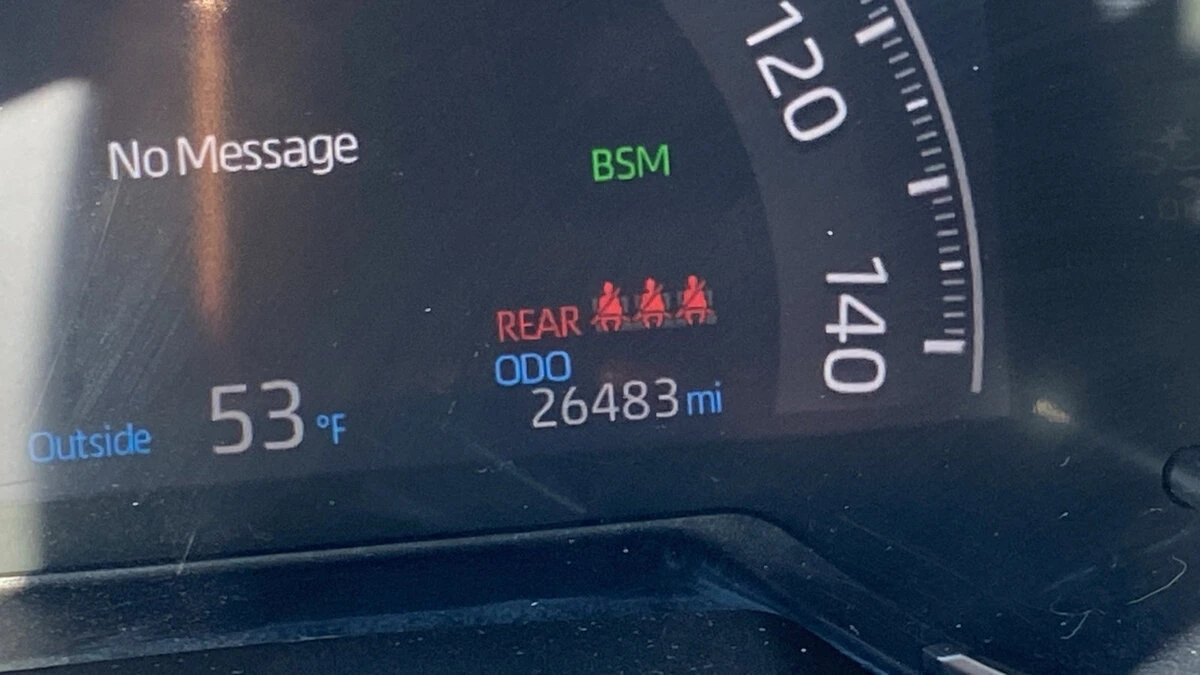 120
No Message
BSM
140
REAR
ODO
26483 mi
Outside 53 °F